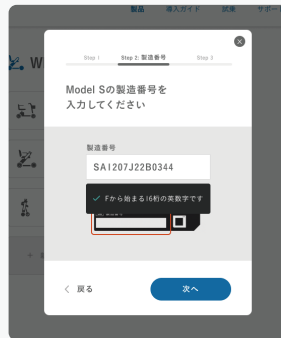 製品 導入ガイド 試乗 サポー
Step 1 Step 2: 製造番号 Step 3
Model Sの製造番号を
入力してください
製造番号
SA1207J22B0344
Fから始まる16桁の英数字です
戻る
次へ